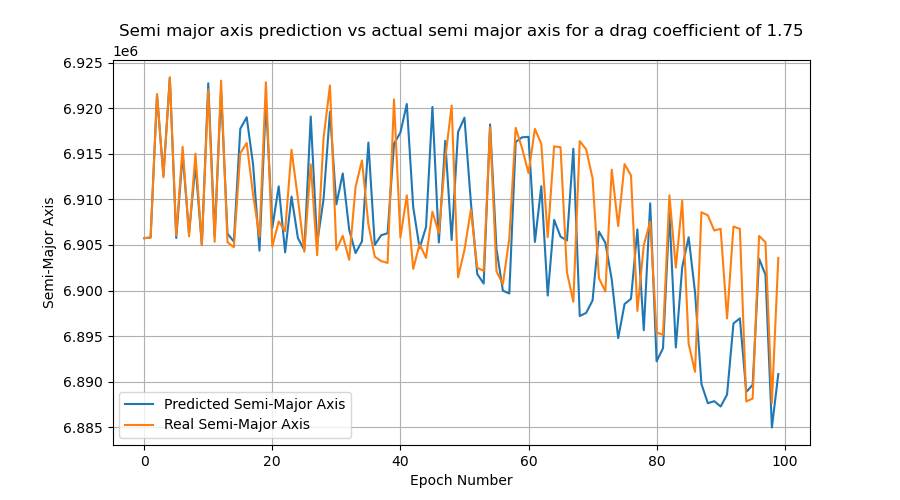 Semi major axis prediction vs actual semi major axis for a drag coefficient of 1.75
1e6
6.925
6.920
6.915
6.910
6.905
6.900
6.895
6.890
6.885
Semi-Major Axis
Predicted Semi-Major Axis
Real Semi-Major Axis
0 20 40 60 80 100
Epoch Number